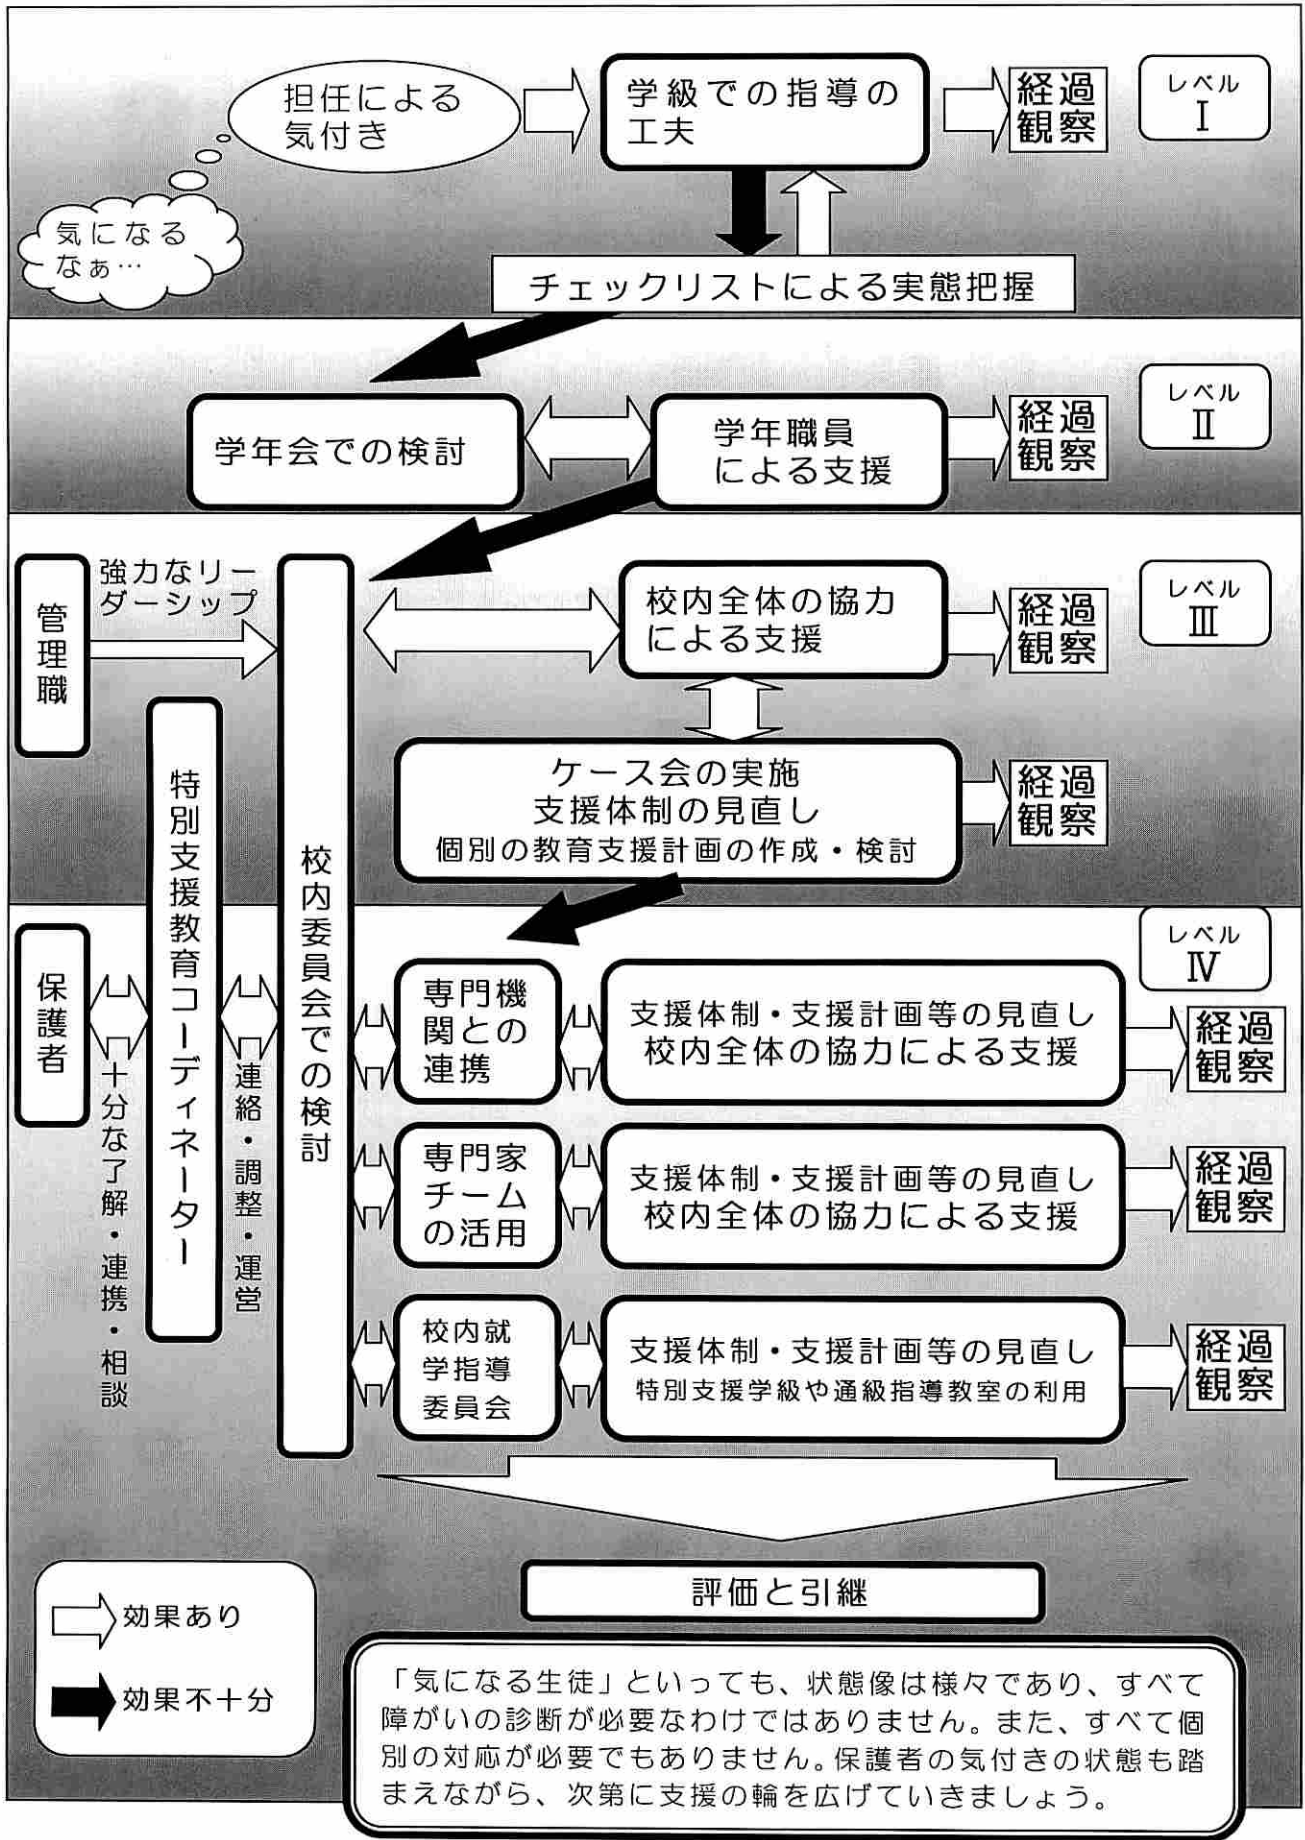 担任による
気付き
気になる
なぁ…
学級での指導の
工夫
経過
観察
レベル
Ⅰ
チェックリストによる実態把握
レベル
Ⅱ
学年会での検討
学年職員
による支援
経過
観察
レベル
Ⅲ
管理職
強力なリー
ダーシップ
校内全体の協力
による支援
経過
観察
ケース会の実施
支援体制の見直し
個別の教育支援計画の作成・検討
経過
観察
特別支援教育コーディネーター
校内委員会での検討
レベル
Ⅳ
保護者
十分な了解・連携・相談
連絡・調整・運営
専門機
関との
連携
支援体制・支援計画等の見直し
校内全体の協力による支援
経過
観察
専門家
チーム
の活用
支援体制・支援計画等の見直し
校内全体の協力による支援
経過
観察
校内就
学指導
委員会
支援体制・支援計画等の見直し
特別支援学級や通級指導教室の利用
経過
観察
評価と引継
効果あり
効果不十分
「気になる生徒」といっても、状態像は様々であり、すべて
障がいの診断が必要なわけではありません。また、すべて個
別の対応が必要でもありません。保護者の気付きの状態も踏
まえながら、次第に支援の輪を広げていきましょう。